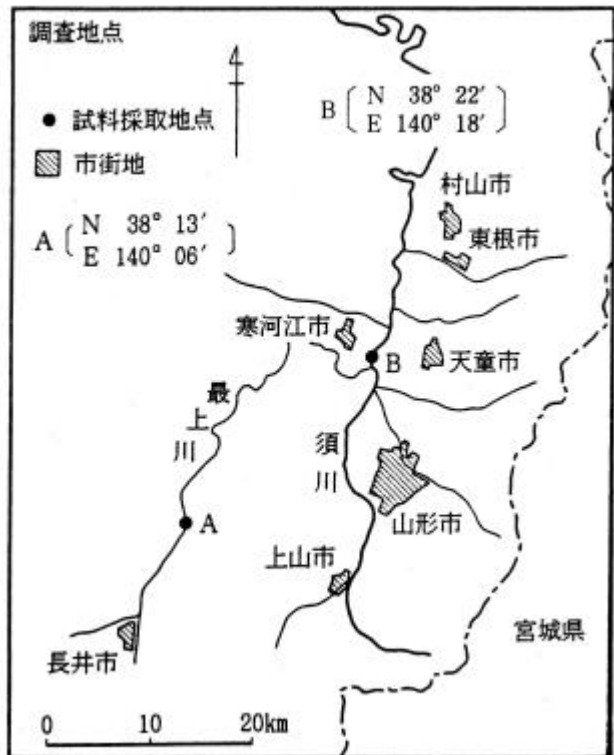 調査地点
● 試料採取地点
市街地
A N 38° 13′
E 140° 06′
B N 38° 22′
E 140° 18′
村山市
東根市
寒河江市
B
天童市
最上川
須川
A
山形市
上山市
長井市
宮城県
0 10 20km